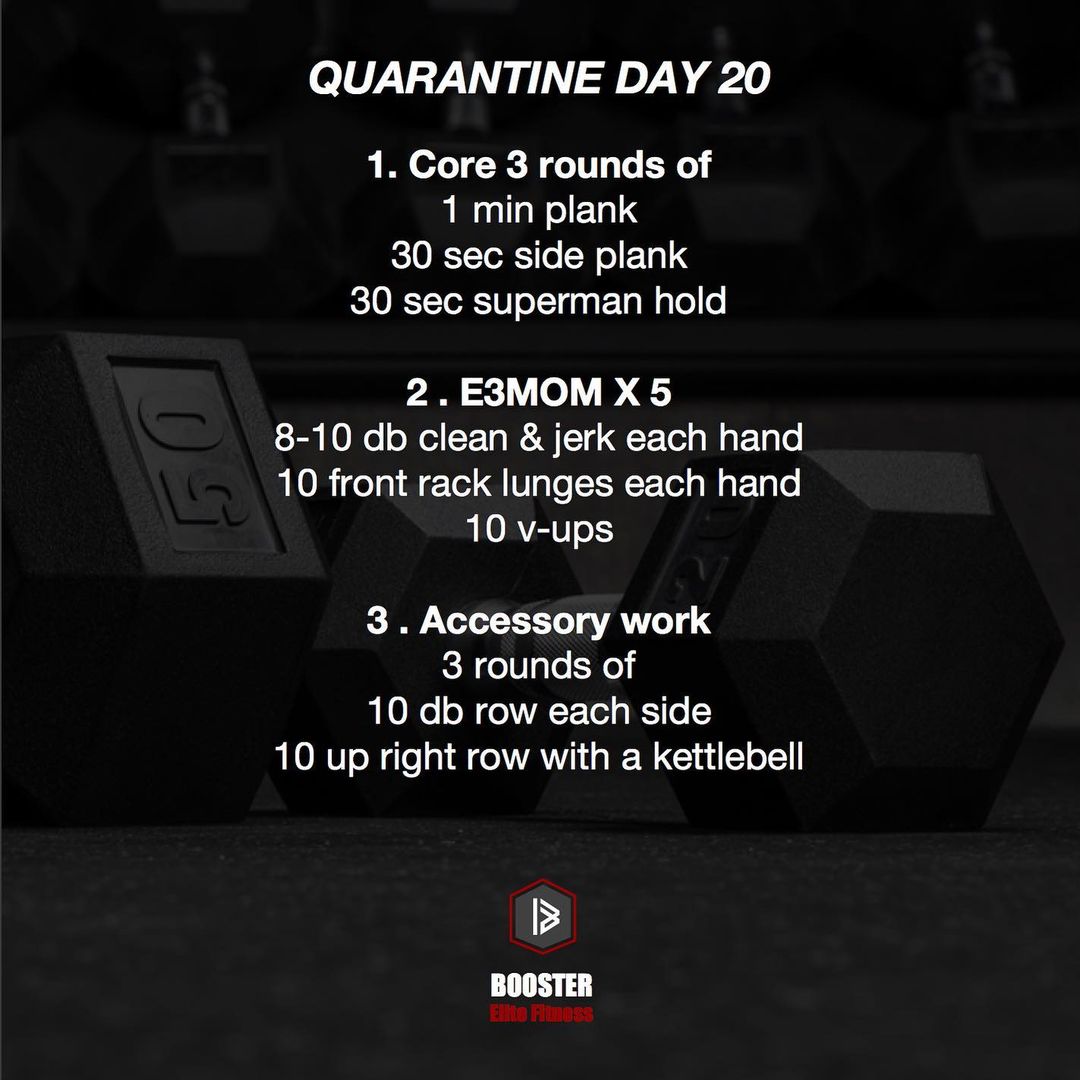 QUARANTINE DAY 20
1. Core 3 rounds of
1 min plank
30 sec side plank
30 sec superman hold
2 . E3MOM X 5
8-10 db clean & jerk each hand
10 front rack lunges each hand
10 v-ups
3 . Accessory work
3 rounds of
10 db row each side
10 up right row with a kettlebell
50
20
BOOSTER
Elite Fitness